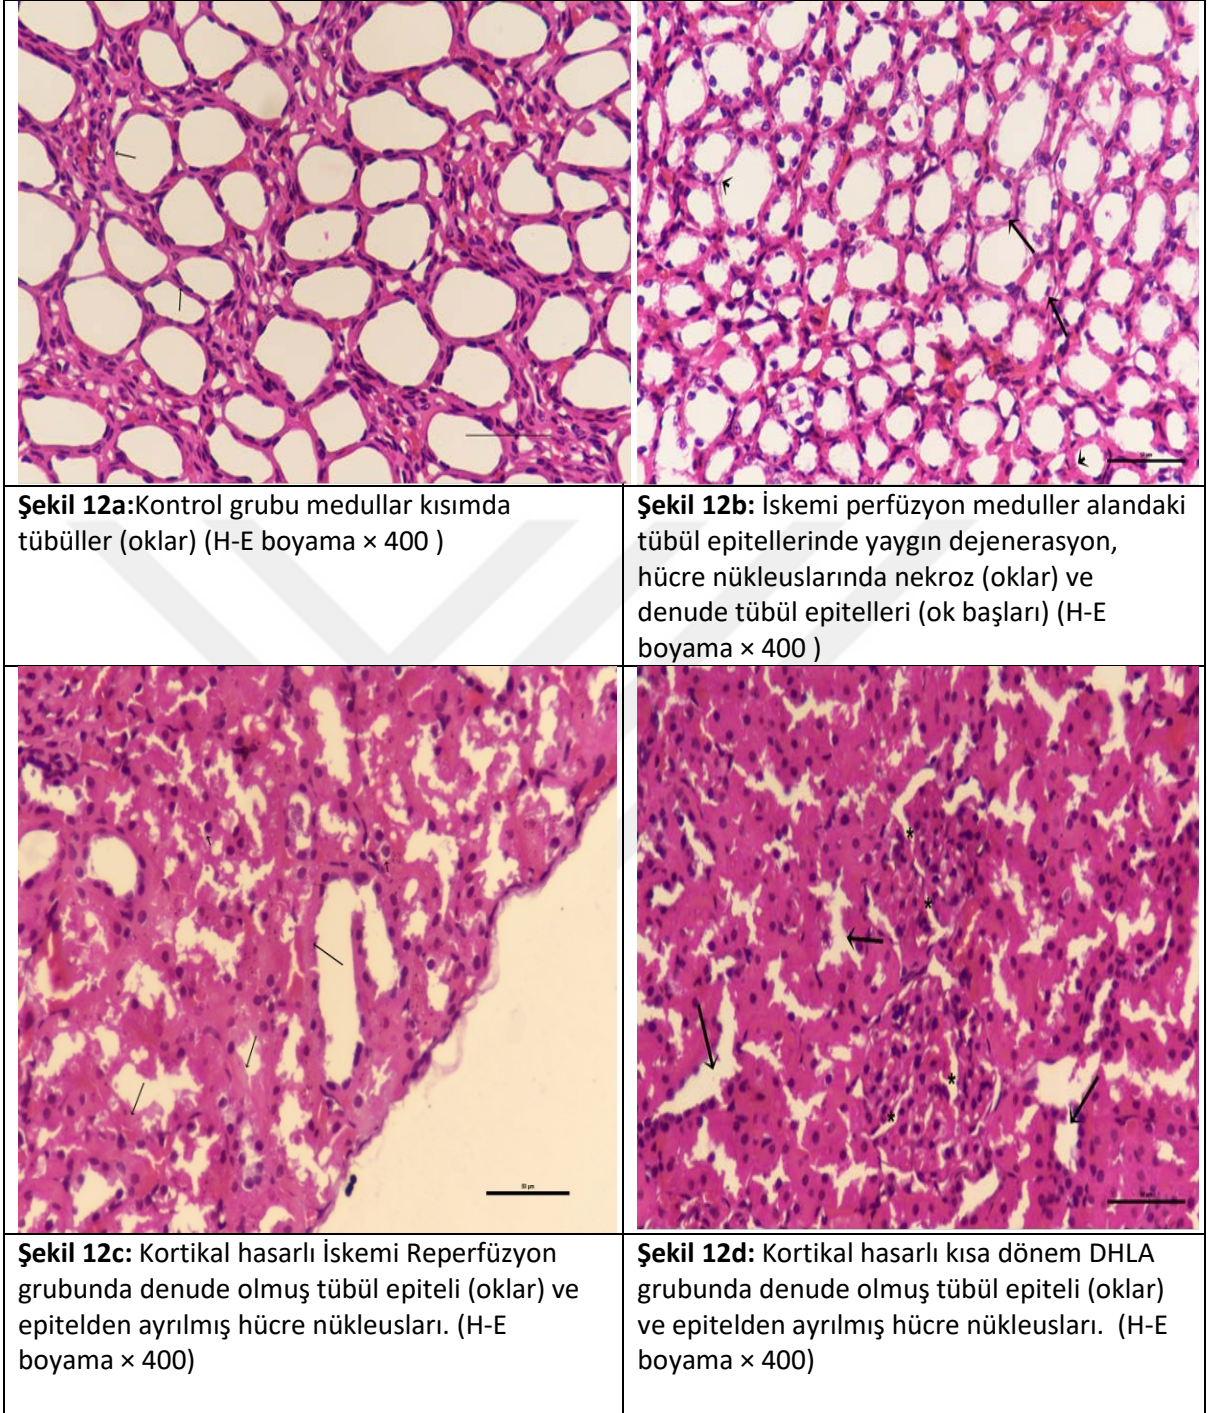 Şekil 12a:Kontrol grubu medullar kısımda
tübüller (oklar) (H-E boyama × 400 )
Şekil 12b: İskemi perfüzyon meduller alandaki
tübül epitellerinde yaygın dejenerasyon,
hücre nükleuslarında nekroz (oklar) ve
denude tübül epitelleri (ok başları) (H-E
boyama × 400 )
50 µm
Şekil 12c: Kortikal hasarlı İskemi Reperfüzyon
grubunda denude olmuş tübül epiteli (oklar) ve
epitelden ayrılmış hücre nükleusları. (H-E
boyama × 400)
Şekil 12d: Kortikal hasarlı kısa dönem DHLA
grubunda denude olmuş tübül epiteli (oklar)
ve epitelden ayrılmış hücre nükleusları. (H-E
boyama × 400)